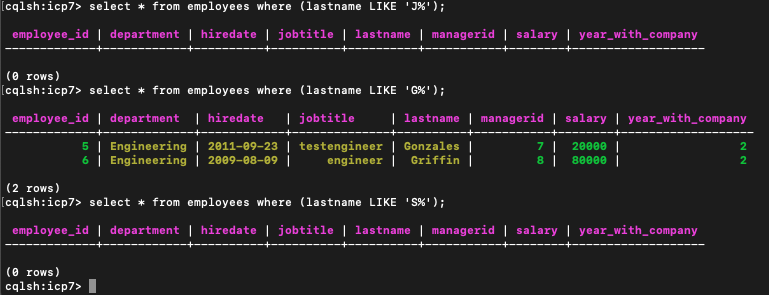 [cqlsh:icp7> select * from employees where (lastname LIKE 'J%');
employee_id | department | hiredate | jobtitle | lastname | managerid | salary | year_with_company
-------------+------------+----------+----------+----------+-----------+--------+-------------------
(0 rows)
[cqlsh:icp7> select * from employees where (lastname LIKE 'G%');
employee_id | department  | hiredate   | jobtitle     | lastname | managerid | salary | year_with_company
-------------+-------------+------------+--------------+----------+-----------+--------+-------------------
5 | Engineering | 2011-09-23 | testengineer | Gonzales | 7 | 20000 | 2
6 | Engineering | 2009-08-09 | engineer | Griffin | 8 | 80000 | 2
(2 rows)
[cqlsh:icp7> select * from employees where (lastname LIKE 'S%');
employee_id | department | hiredate | jobtitle | lastname | managerid | salary | year_with_company
-------------+------------+----------+----------+----------+-----------+--------+-------------------
(0 rows)
cqlsh:icp7>